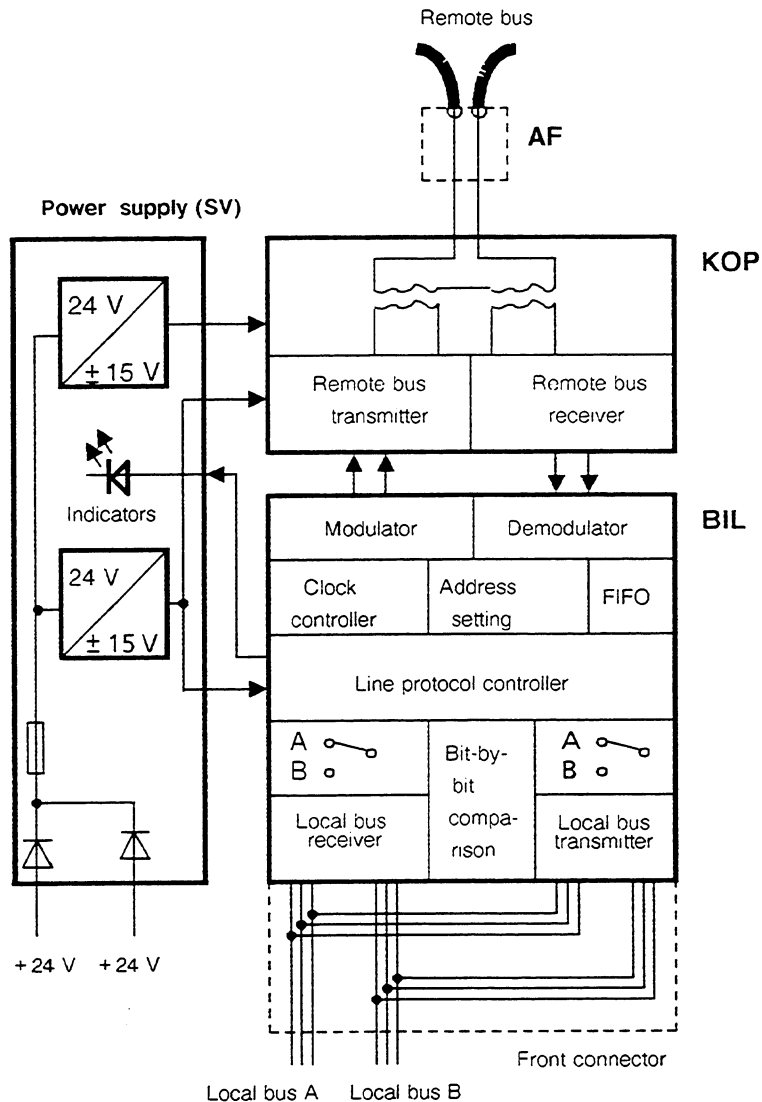 Remote bus
AF
Power supply (SV)
KOP
24 V
± 15 V
Remote bus
transmitter
Remote bus
receiver
Indicators
BIL
Modulator
Demodulator
24 V
± 15 V
Clock
controller
Address
setting
FIFO
Line protocol controller
A
B
Bit-by-
bit
compa-
rison
A
B
Local bus
receiver
Local bus
transmitter
+24 V
+24 V
Front connector
Local bus A
Local bus B